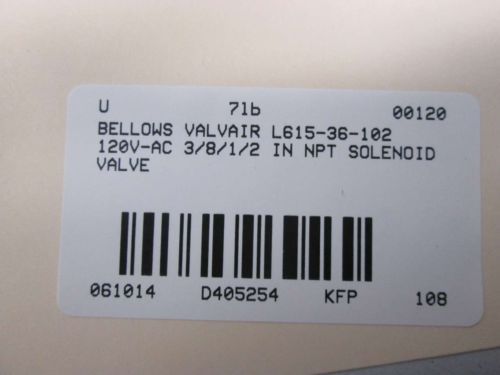 U 7lb 00120
BELLOWS VALVAIR L615-36-102
120V-AC 3/8/1/2 IN NPT SOLENOID
VALVE
061014 D405254 KFP 108